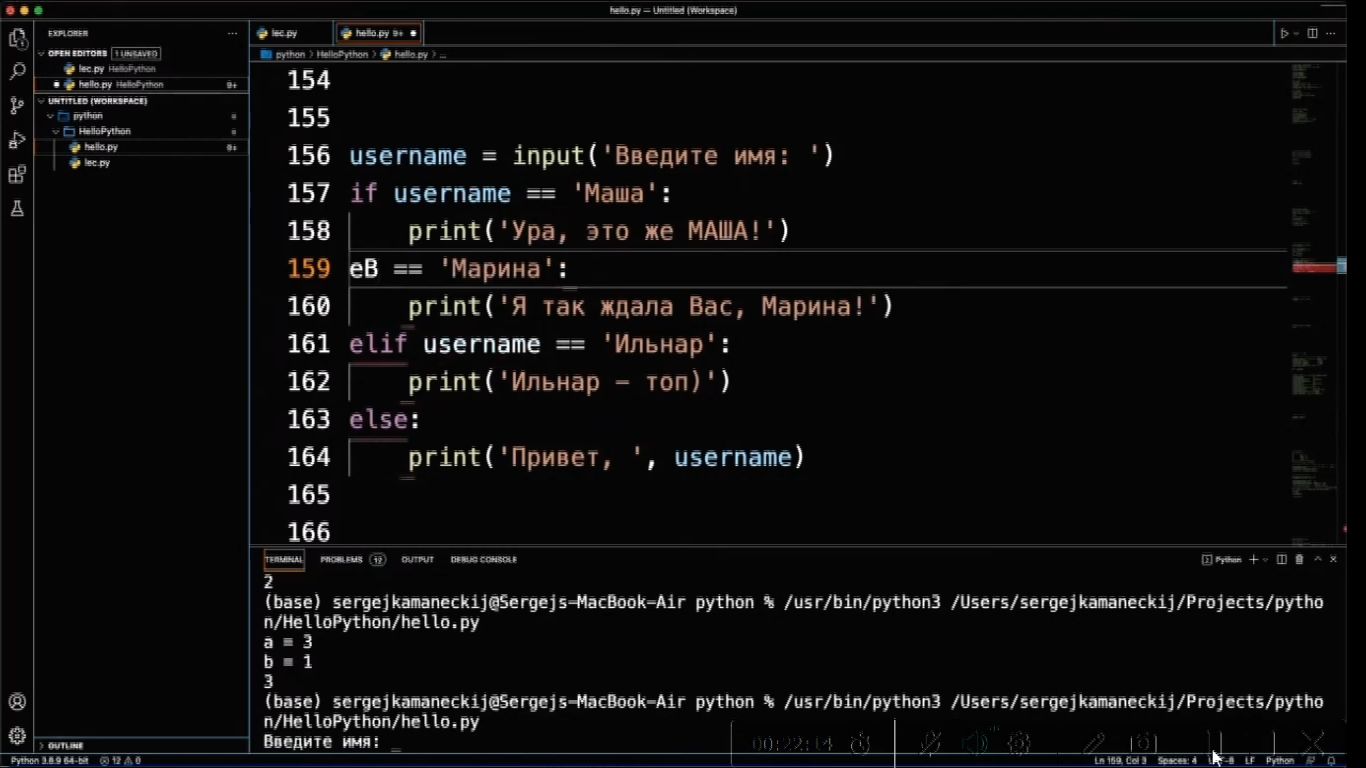 hello.py — Untitled (Workspace)
EXPLORER
OPEN EDITORS 1 UNSAVED
lec.py HelloPython
hello.py HelloPython 9+
UNTITLED (WORKSPACE)
python
HelloPython
hello.py 9+
lec.py
OUTLINE
lec.py hello.py 9+
python > HelloPython > hello.py > ...
154
155
156 username = input('Введите имя: ')
157 if username == 'Маша':
158 print('Ура, это же МАША!')
159 еВ == 'Марина':
160 print('Я так ждала Вас, Марина!')
161 elif username == 'Ильнар':
162 print('Ильнар – топ)')
163 else:
164 print('Привет, ', username)
165
166
TERMINAL PROBLEMS 12 OUTPUT DEBUG CONSOLE Python
2
(base) sergejkamaneckij@Sergejs-MacBook-Air python % /usr/bin/python3 /Users/sergejkamaneckij/Projects/pytho
n/HelloPython/hello.py
a = 3
b = 1
3
(base) sergejkamaneckij@Sergejs-MacBook-Air python % /usr/bin/python3 /Users/sergejkamaneckij/Projects/pytho
n/HelloPython/hello.py
Введите имя: _
00:22:14
Python 3.8.9 64-bit 12 0 Ln 159, Col 3 Spaces: 4 UTF-8 LF Python